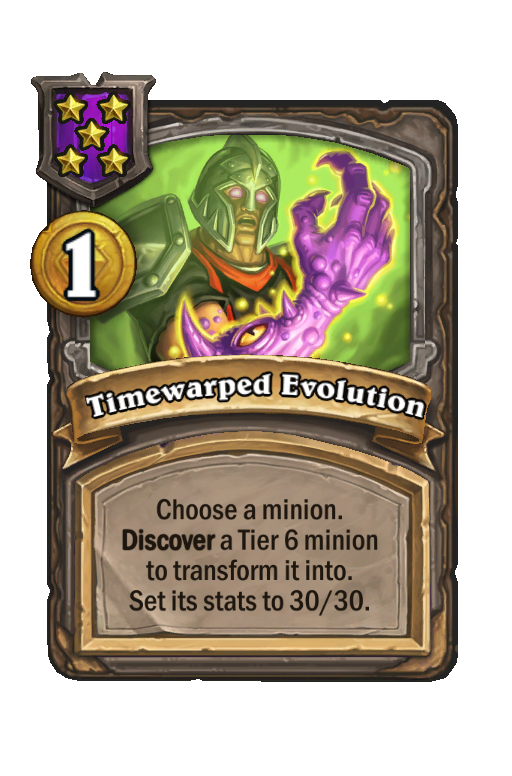 1
Timewarped Evolution
Choose a minion.
Discover a Tier 6 minion
to transform it into.
Set its stats to 30/30.